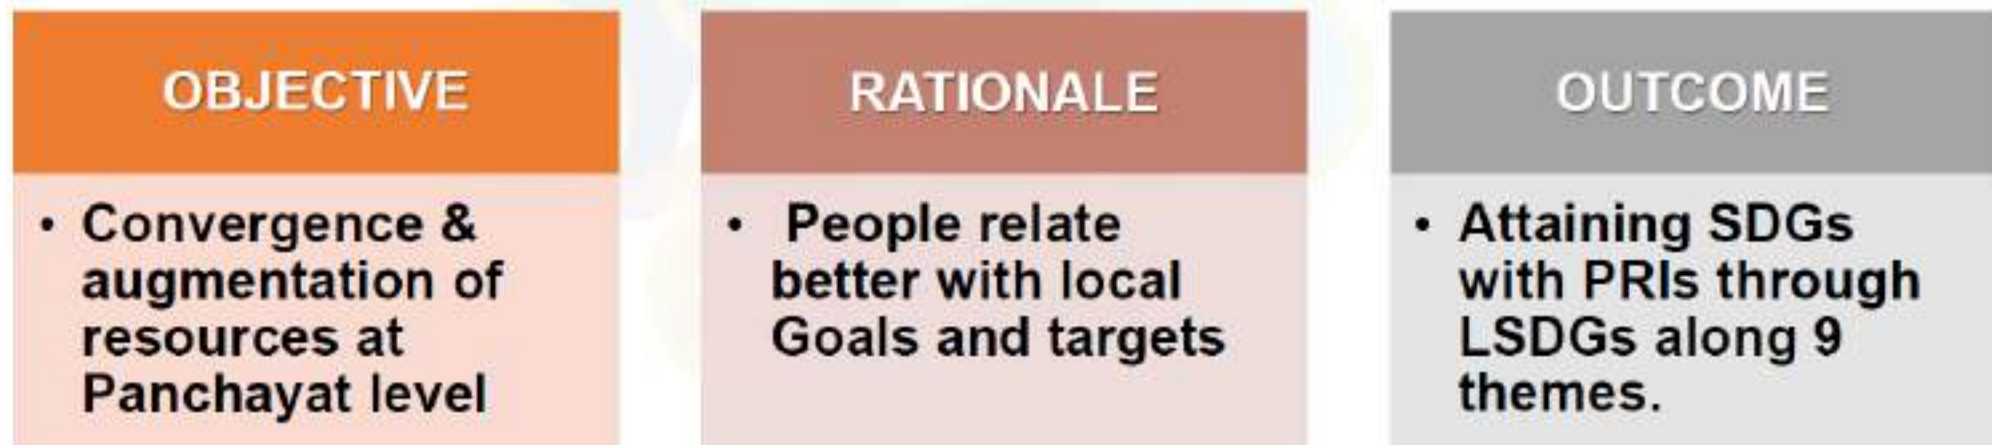 OBJECTIVE
• Convergence &
augmentation of
resources at
Panchayat level
RATIONALE
• People relate
better with local
Goals and targets
OUTCOME
• Attaining SDGs
with PRIs through
LSDGs along 9
themes.